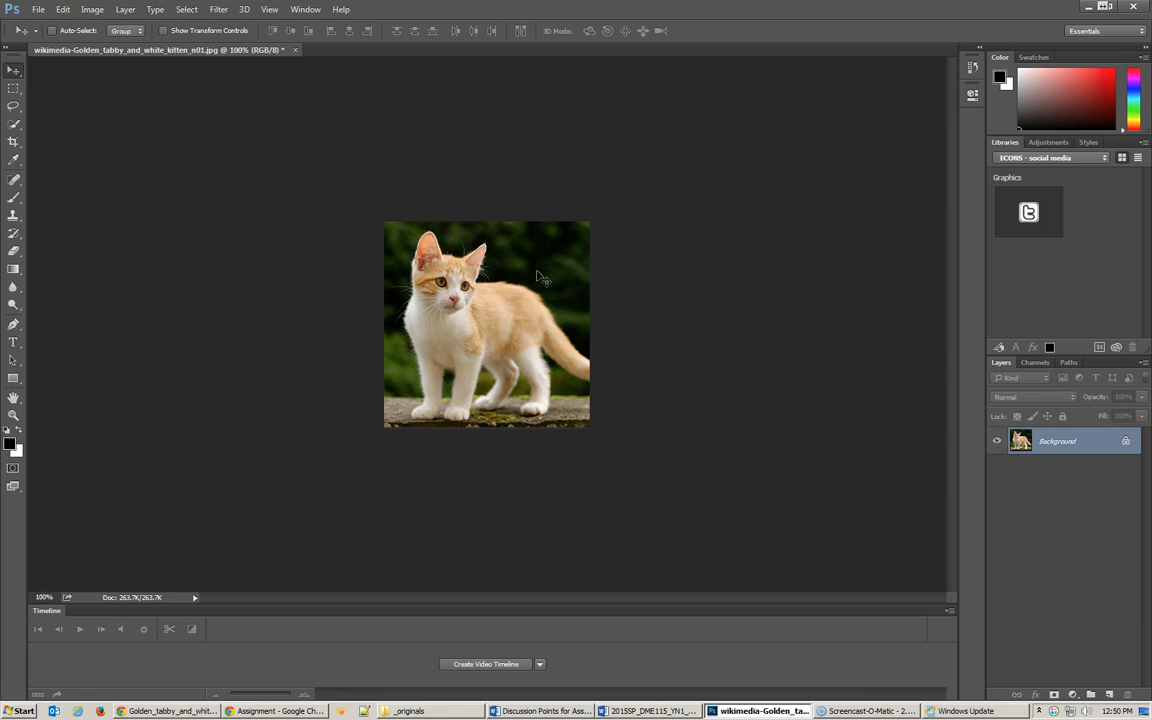 Ps File Edit Image Layer Type Select Filter 3D View Window Help
Auto-Select: Group Show Transform Controls 3D Mode: Essentials
wikimedia-Golden_tabby_and_white_kitten_n01.jpg @ 100% (RGB/8) * ×
Color Swatches
Libraries Adjustments Styles
ICONS - social media
Graphics
Layers Channels Paths
Kind
Normal Opacity: 100%
Lock: Fill: 100%
Background
100% Doc: 263.7K/263.7K
Timeline
Create Video Timeline
Start Golden_tabby_and_whit... Assignment - Google Ch... _originals Discussion Points for Ass... 2015SP_DME115_YN1_... wikimedia-Golden_ta... Screencast-O-Matic - 2.... Windows Update 12:50 PM